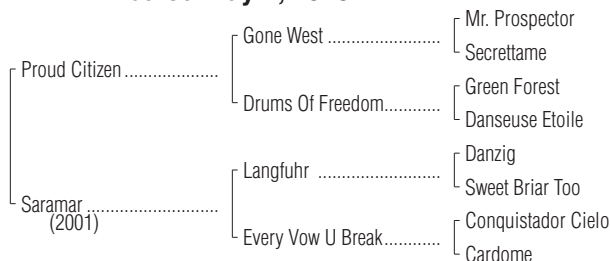 Mr. Prospector
Gone West ........................
Secrettame
Proud Citizen ....................
Green Forest
Drums Of Freedom............
Danseuse Etoile
Danzig
Langfuhr ..........................
Sweet Briar Too
Saramar ............................
(2001)
Conquistador Cielo
Every Vow U Break............
Cardome